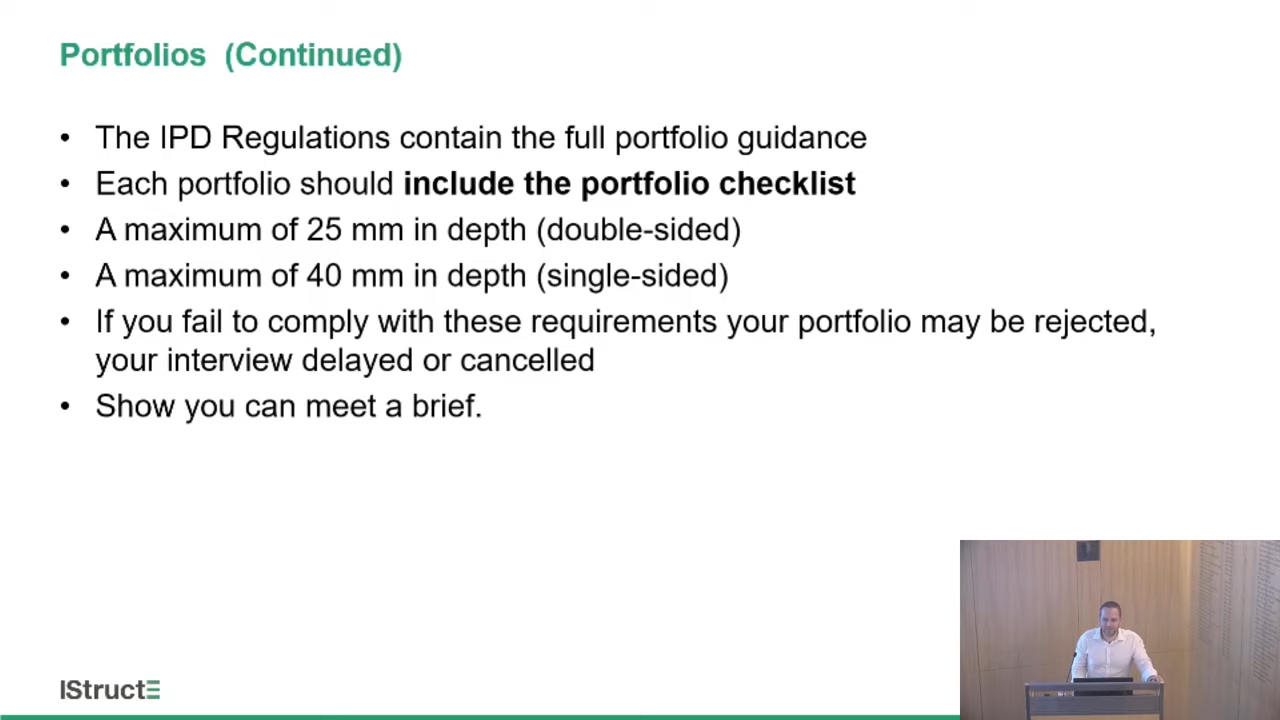 Portfolios (Continued)
• The IPD Regulations contain the full portfolio guidance
• Each portfolio should include the portfolio checklist
• A maximum of 25 mm in depth (double-sided)
• A maximum of 40 mm in depth (single-sided)
• If you fail to comply with these requirements your portfolio may be rejected,
your interview delayed or cancelled
• Show you can meet a brief.
IStructE